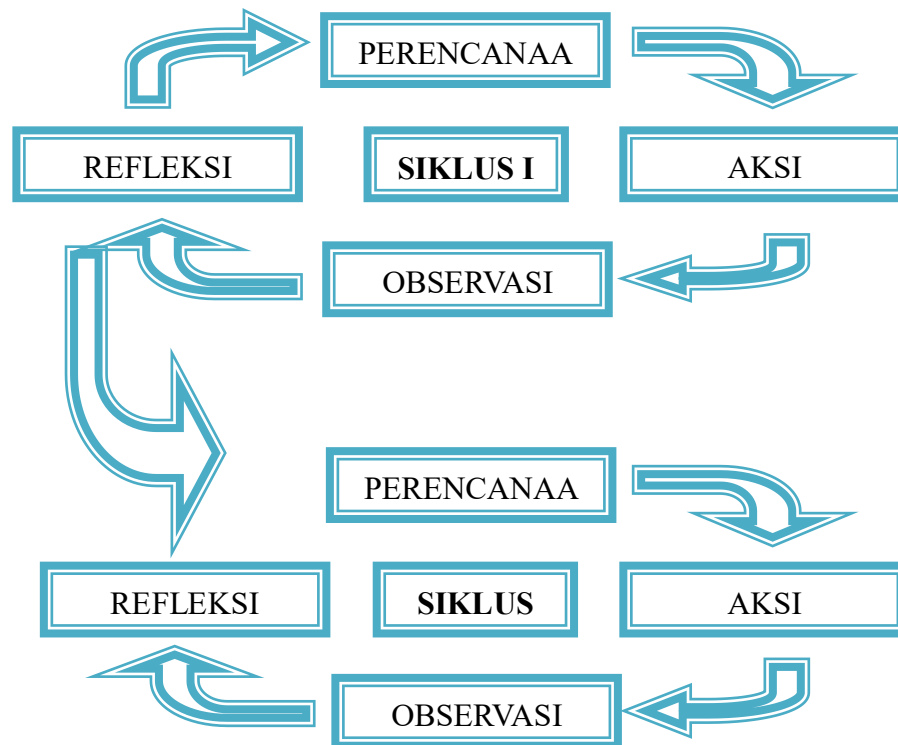 PERENCANAA
REFLEKSI
SIKLUS I
AKSI
OBSERVASI
PERENCANAA
REFLEKSI
SIKLUS
AKSI
OBSERVASI